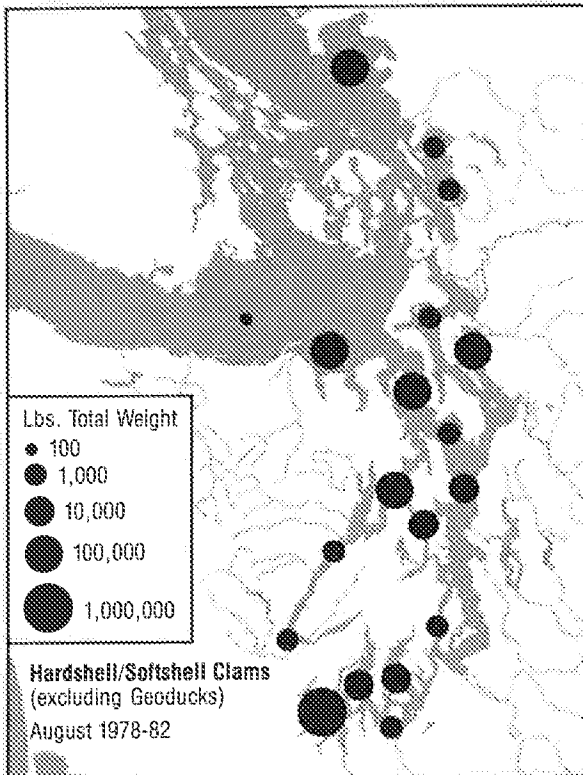 Lbs. Total Weight
100
1,000
10,000
100,000
1,000,000
Hardshell/Softshell Clams
(excluding Geoducks)
August 1978-82